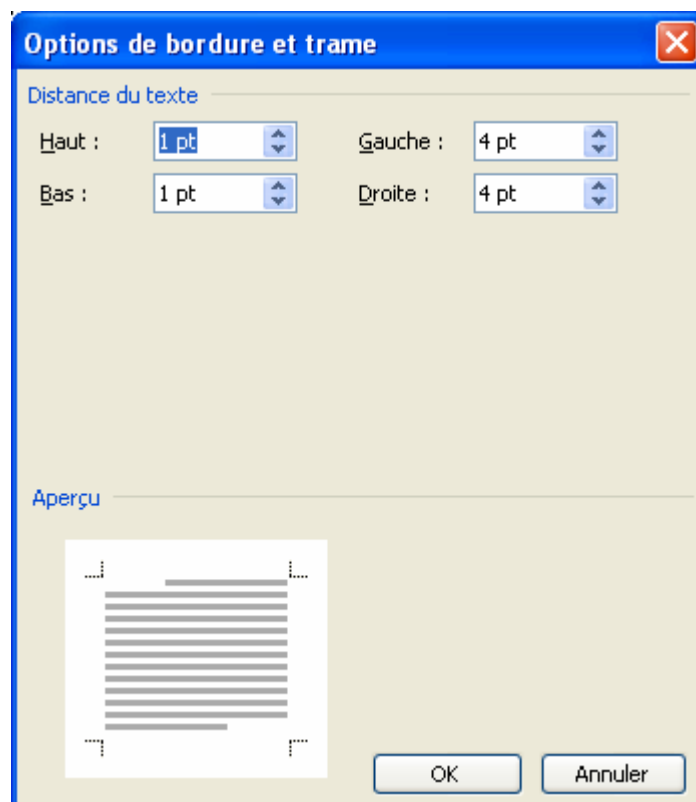 Options de bordure et trame
Distance du texte
Haut : 1 pt Gauche : 4 pt
Bas : 1 pt Droite : 4 pt
Aperçu
OK Annuler